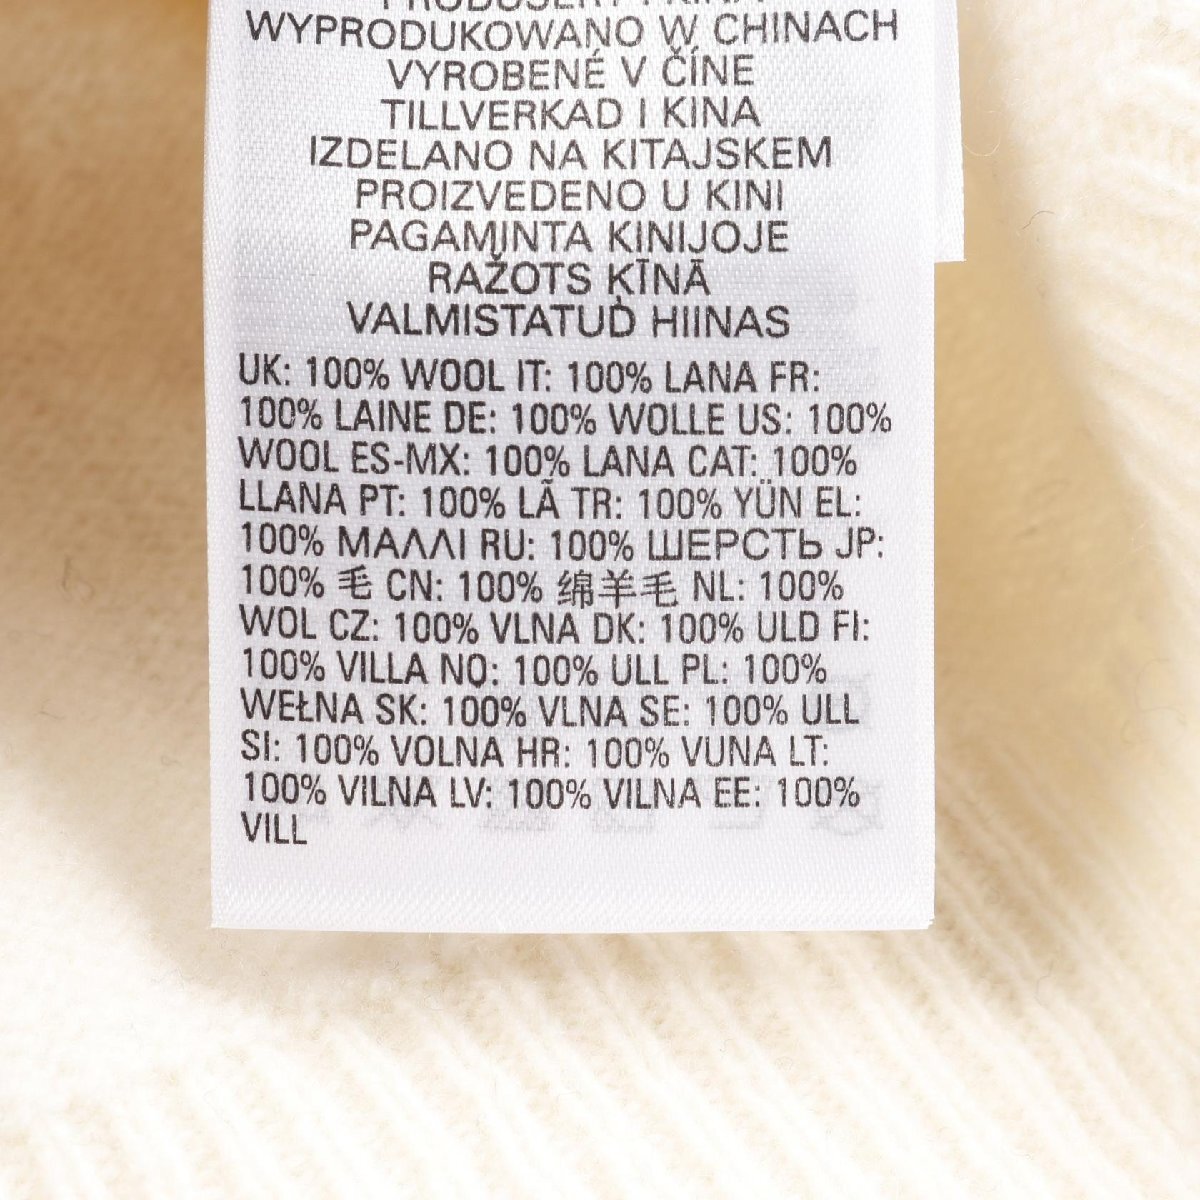 PRODUSERT I KINA
WYPRODUKOWANO W CHINACH
VYROBENÉ V ČÍNE
TILLVERKAD I KINA
IZDELANO NA KITAJSKEM
PROIZVEDENO U KINI
PAGAMINTA KINIJOJE
RAŽOTS ĶĪNĀ
VALMISTATUD HIINAS
UK: 100% WOOL IT: 100% LANA FR:
100% LAINE DE: 100% WOLLE US: 100%
WOOL ES-MX: 100% LANA CAT: 100%
LLANA PT: 100% LÃ TR: 100% YÜN EL:
100% ΜΑΛΛΙ RU: 100% ШЕРСТЬ JP:
100% 毛 CN: 100% 绵羊毛 NL: 100%
WOL CZ: 100% VLNA DK: 100% ULD FI:
100% VILLA NO: 100% ULL PL: 100%
WEŁNA SK: 100% VLNA SE: 100% ULL
SI: 100% VOLNA HR: 100% VUNA LT:
100% VILNA LV: 100% VILNA EE: 100%
VILL